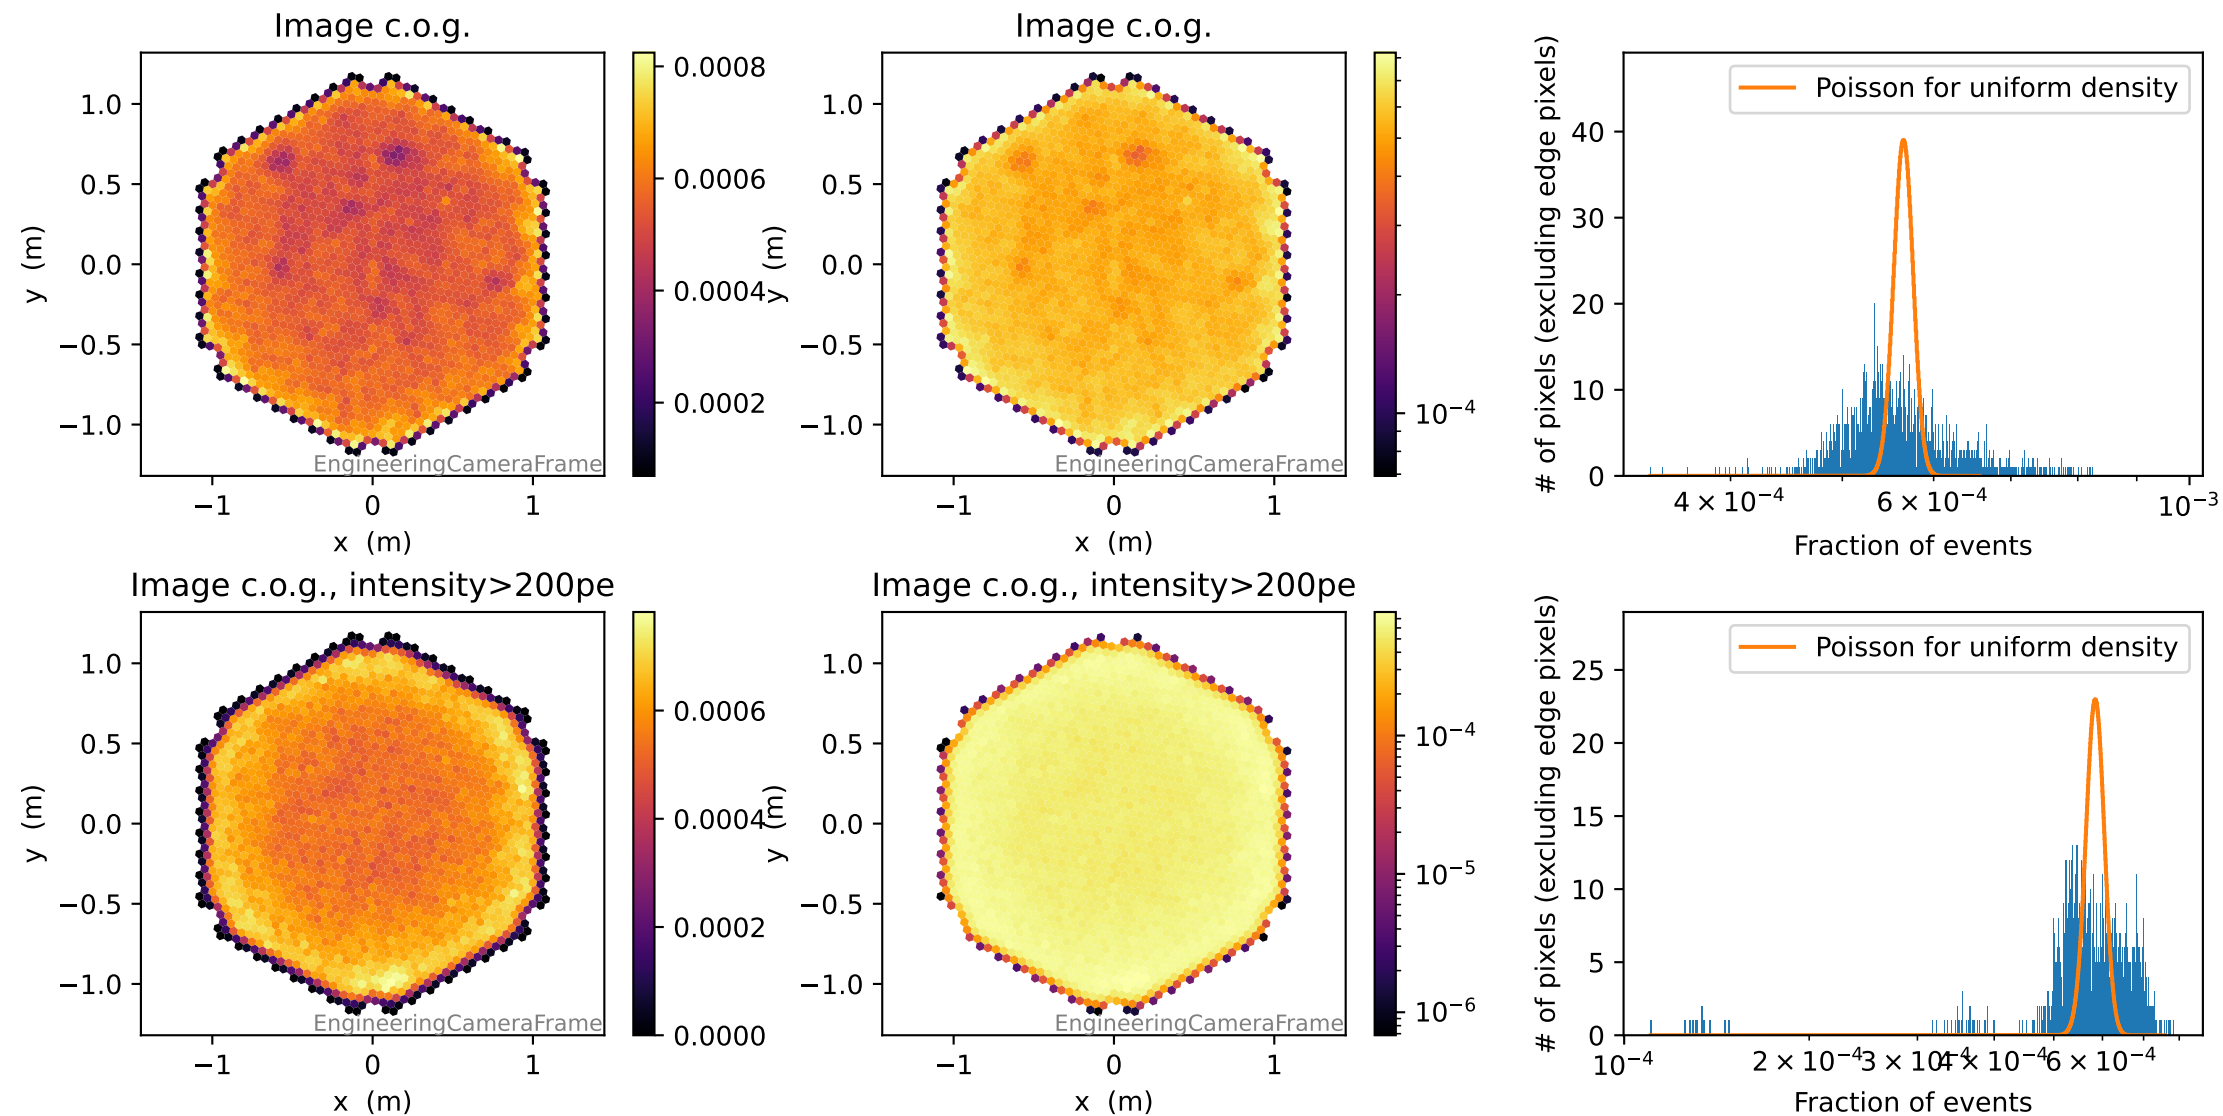 Image c.o.g.
1.0
0.5
0.0
−0.5
−1.0
y (m)
−1
0
1
x (m)
EngineeringCameraFrame
0.0008
0.0006
0.0004
0.0002
Image c.o.g.
1.0
0.5
0.0
−0.5
−1.0
y (m)
−1
0
1
x (m)
EngineeringCameraFrame
10⁻⁴
# of pixels (excluding edge pixels)
40
30
20
10
0
Poisson for uniform density
4 × 10⁻⁴
6 × 10⁻⁴
10⁻³
Fraction of events
Image c.o.g., intensity>200pe
1.0
0.5
0.0
−0.5
−1.0
y (m)
−1
0
1
x (m)
EngineeringCameraFrame
0.0006
0.0004
0.0002
0.0000
Image c.o.g., intensity>200pe
1.0
0.5
0.0
−0.5
−1.0
y (m)
−1
0
1
x (m)
EngineeringCameraFrame
10⁻⁴
10⁻⁵
10⁻⁶
# of pixels (excluding edge pixels)
25
20
15
10
5
0
Poisson for uniform density
10⁻⁴
2 × 10⁻⁴
3 × 10⁻⁴
4 × 10⁻⁴
6 × 10⁻⁴
Fraction of events